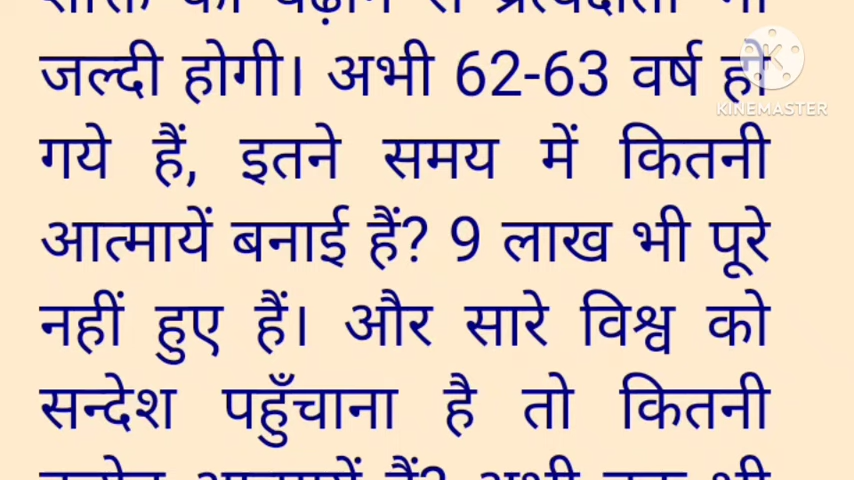 जल्दी होगी। अभी 62-63 वर्ष हो
गये हैं, इतने समय में कितनी
आत्मायें बनाई हैं? 9 लाख भी पूरे
नहीं हुए हैं। और सारे विश्व को
सन्देश पहुँचाना है तो कितनी
KINEMASTER